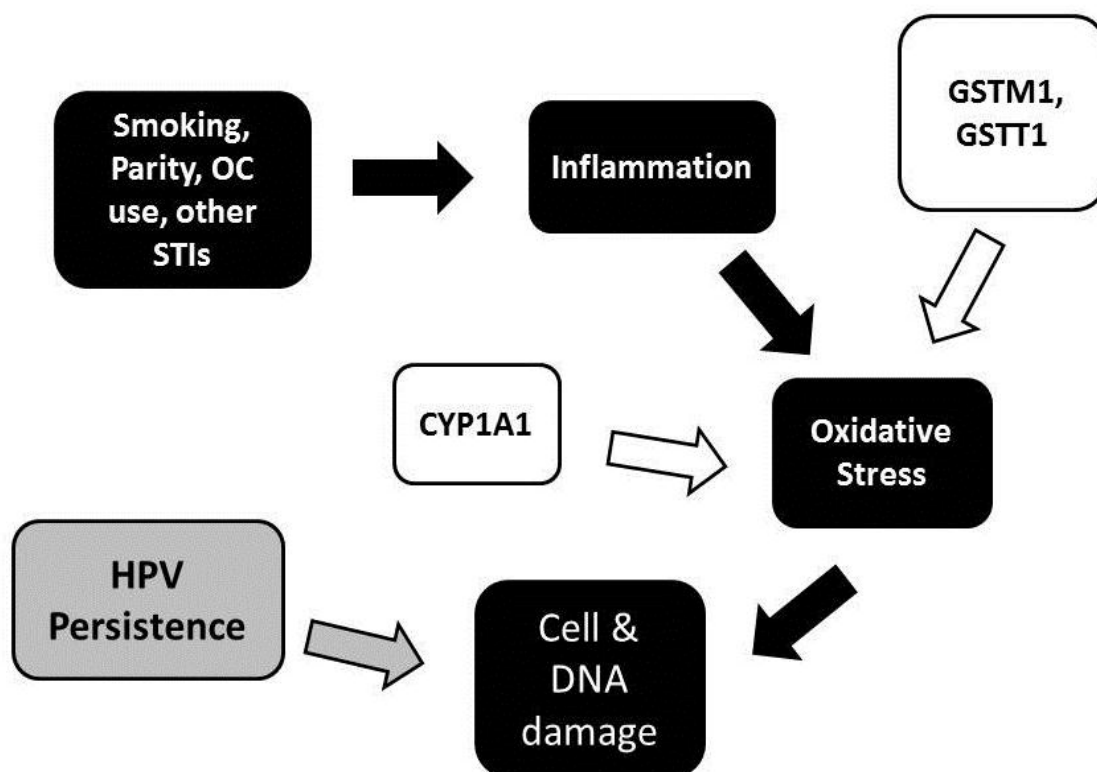 Smoking,
Parity, OC
use, other
STIs
Inflammation
GSTM1,
GSTT1
CYP1A1
Oxidative
Stress
HPV
Persistence
Cell &
DNA
damage